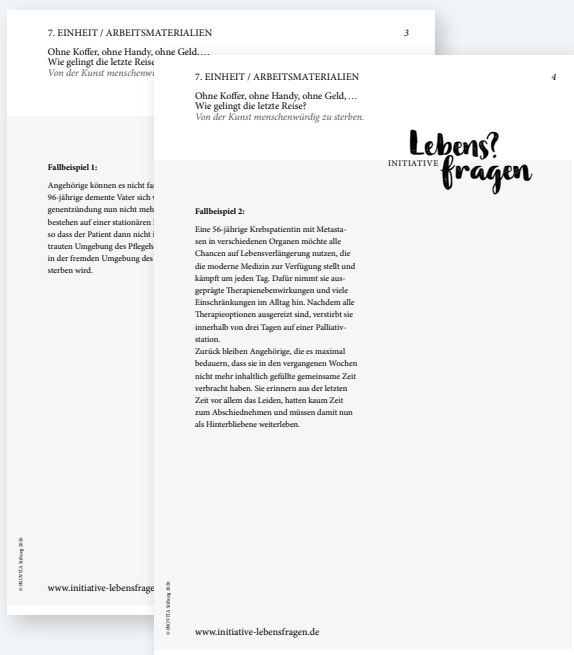 7. EINHEIT / ARBEITSMATERIALIEN
3
Ohne Koffer, ohne Handy, ohne Geld, …
Wie gelingt die letzte Reise
Von der Kunst menschenwü
Fallbeispiel 1:
Angehörige können es nicht
96-jährige demente Vater sich
genentzündung nun nicht meh
bestehen auf einer stationären
so dass der Patient dann nicht
trauten Umgebung des Pflegeh
in der fremden Umgebung des
sterben wird.
© PROVITA Stiftung 2020
www.initiative-lebensfrage
7. EINHEIT / ARBEITSMATERIALIEN
4
Ohne Koffer, ohne Handy, ohne Geld, …
Wie gelingt die letzte Reise?
Von der Kunst menschenwürdig zu sterben.
Lebens?
INITIATIVE fragen
Fallbeispiel 2:
Eine 56-jährige Krebspatientin mit Metasta-
sen in verschiedenen Organen möchte alle
Chancen auf Lebensverlängerung nutzen, die
die moderne Medizin zur Verfügung stellt und
kämpft um jeden Tag. Dafür nimmt sie aus-
geprägte Therapienebenwirkungen und viele
Einschränkungen im Alltag hin. Nachdem alle
Therapieoptionen ausgereizt sind, verstirbt sie
innerhalb von drei Tagen auf einer Palliativ-
station.
Zurück bleiben Angehörige, die es maximal
bedauern, dass sie in den vergangenen Wochen
nicht mehr inhaltlich gefüllte gemeinsame Zeit
verbracht haben. Sie erinnern aus der letzten
Zeit vor allem das Leiden, hatten kaum Zeit
zum Abschiednehmen und müssen damit nun
als Hinterbliebene weiterleben.
© PROVITA Stiftung 2020
www.initiative-lebensfragen.de